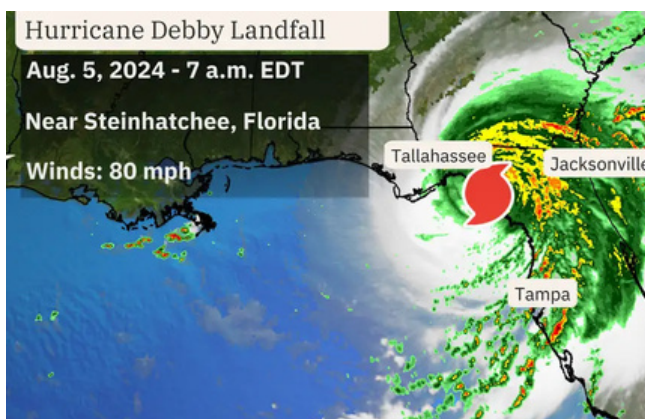 Hurricane Debby Landfall
Aug. 5, 2024 - 7 a.m. EDT
Near Steinhatchee, Florida
Winds: 80 mph
Tallahassee
Jacksonville
Tampa